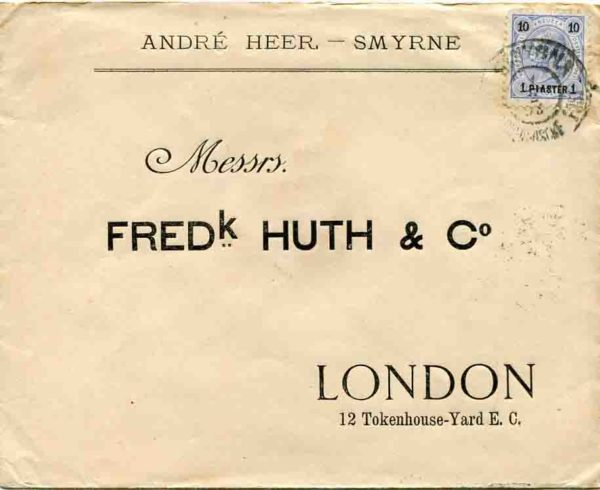 ANDRÉ HEER. – SMYRNE
10 10
1 PIASTER 1
Messrs.
FREDk HUTH & Co
LONDON
12 Tokenhouse-Yard E. C.